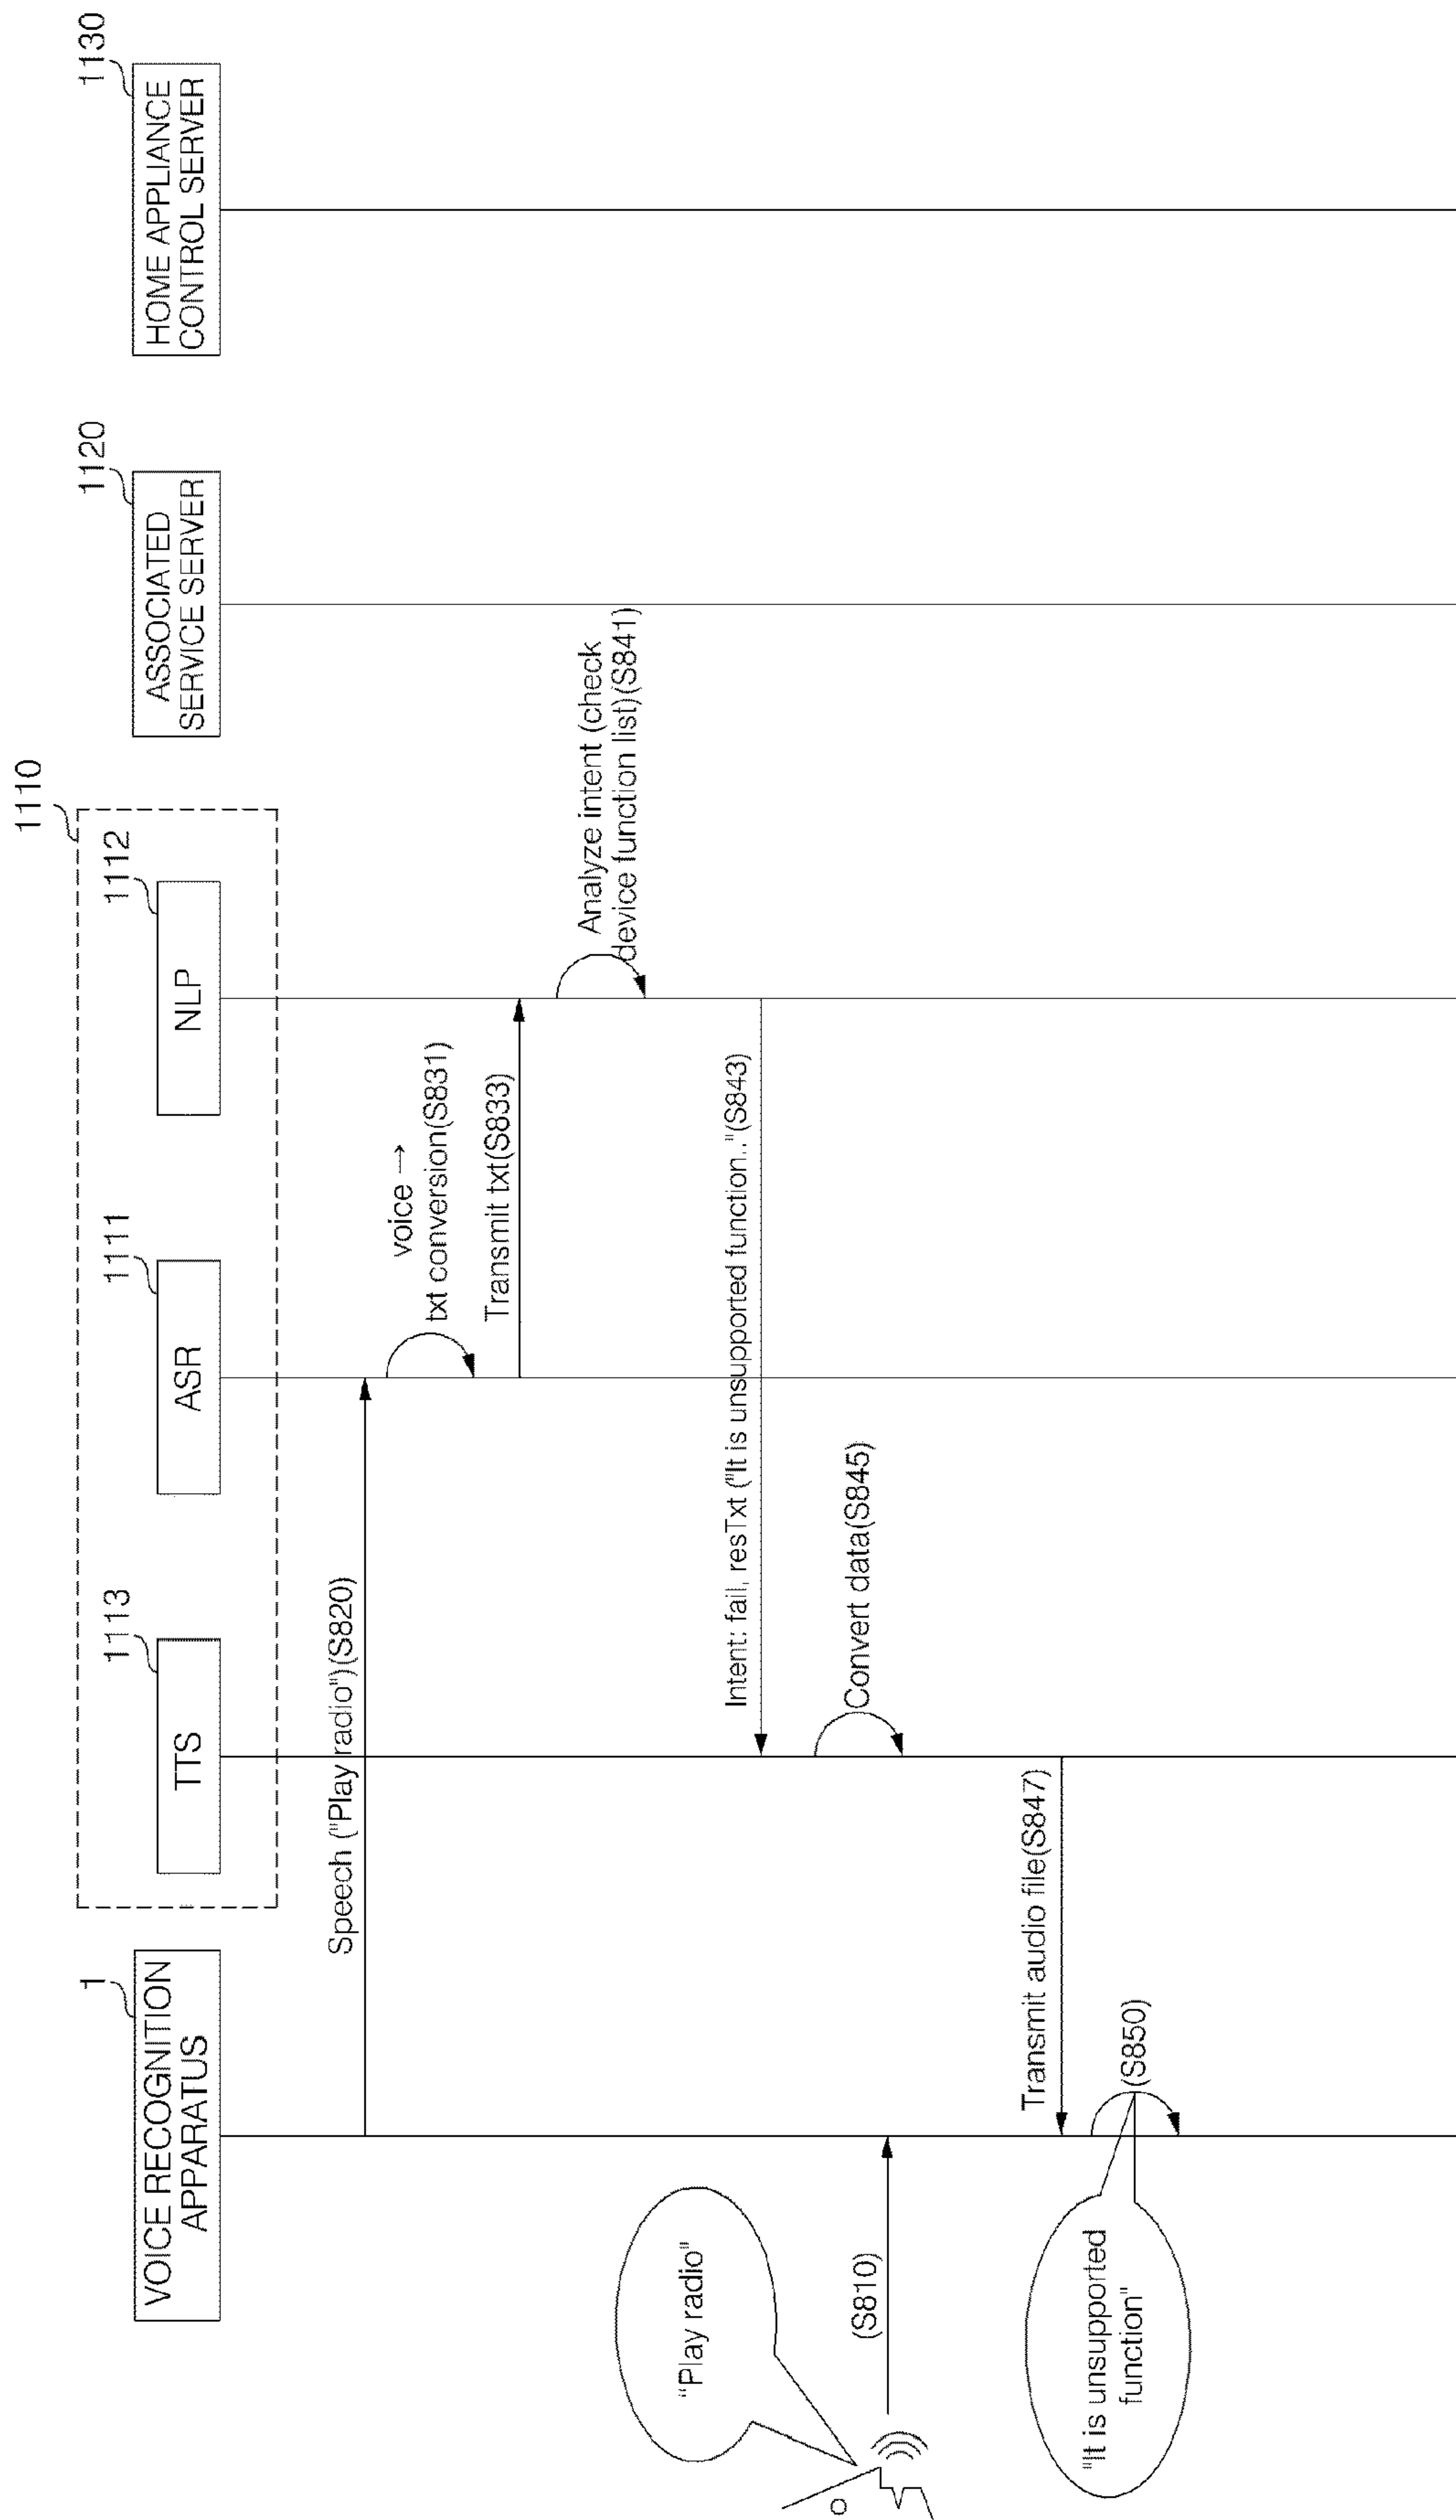 1110
1
VOICE RECOGNITION
APPARATUS
1113
TTS
1111
ASR
1112
NLP
1120
ASSOCIATED
SERVICE SERVER
1130
HOME APPLIANCE
CONTROL SERVER
Speech ("Play radio")(S820)
voice →
txt conversion(S831)
Transmit txt(S833)
Analyze intent (check
device function list)(S841)
"Play radio"
Intent: fail, resTxt ("It is unsupported function.."(S843)
(S810)
Convert data(S845)
Transmit audio file(S847)
"It is unsupported
function"
(S850)